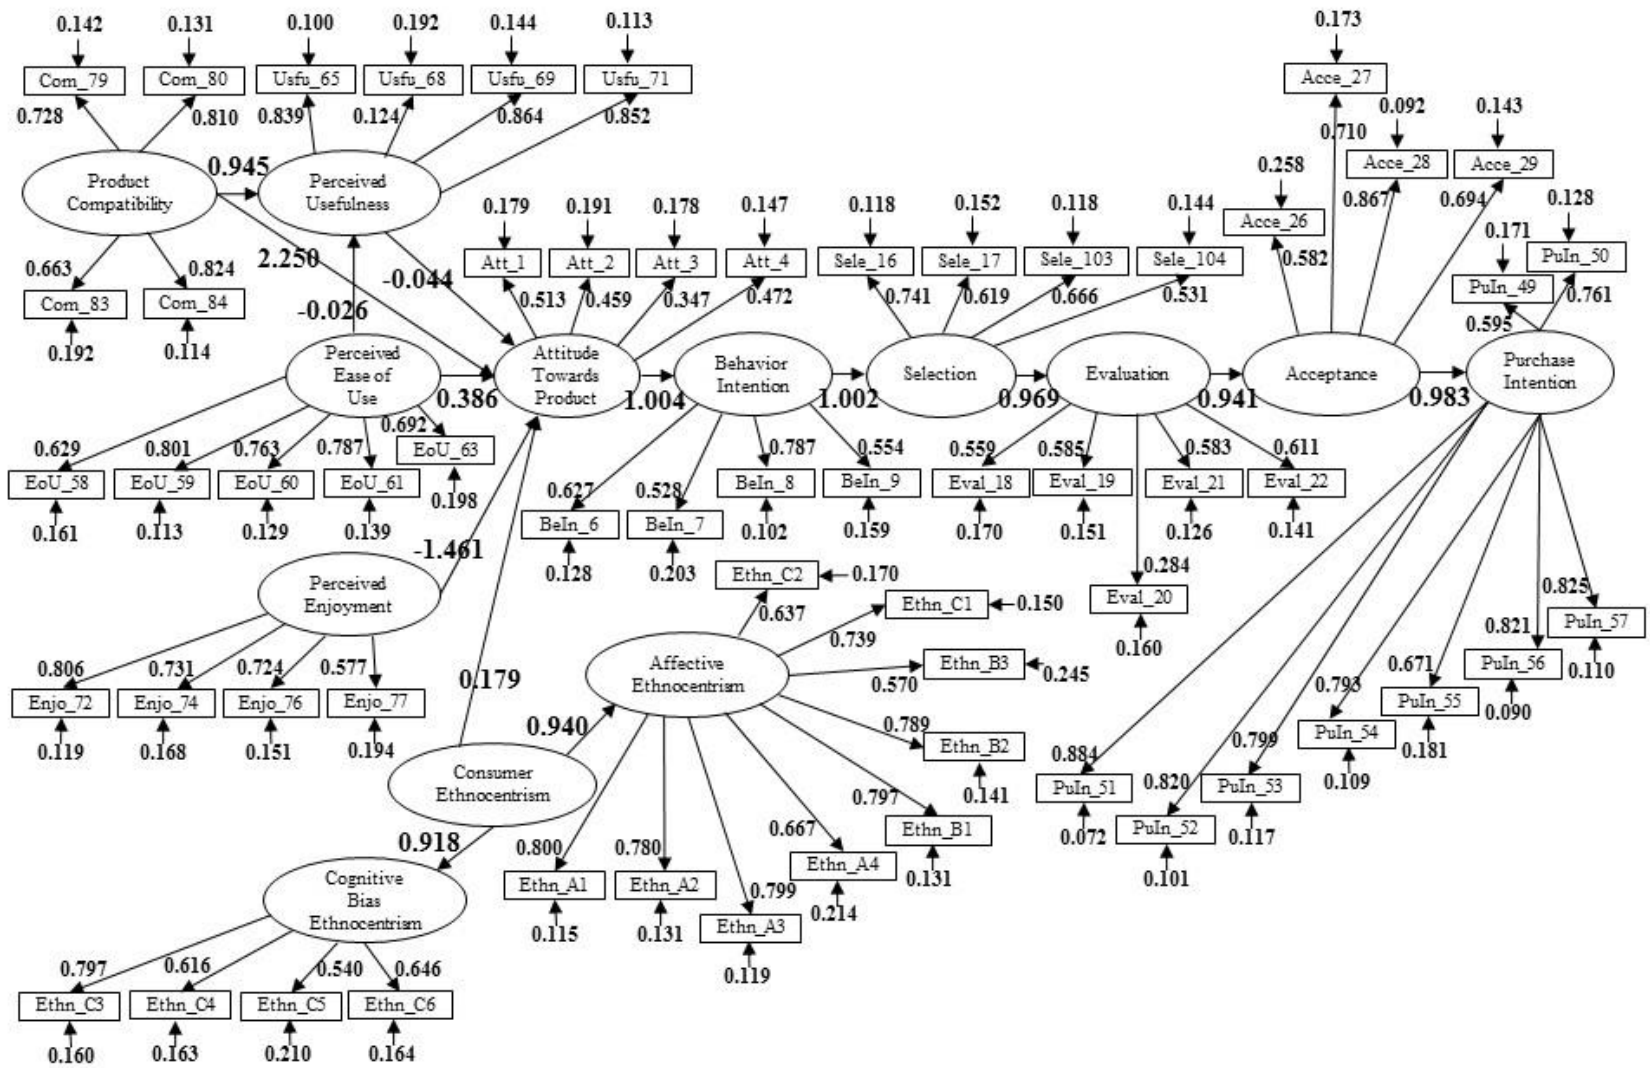 0.142
0.131
0.100
0.192
0.144
0.113
0.173
Com_79
Com_80
Usfu_65
Usfu_68
Usfu_69
Usfu_71
Acce_27
0.728
0.810
0.839
0.124
0.864
0.852
0.092
0.143
0.710
Acce_28
Acce_29
0.945
Product
Compatibility
Perceived
Usefulness
0.258
0.867
0.694
0.128
0.179
0.191
0.178
0.147
0.118
0.152
0.118
0.144
Acce_26
0.171
PuIn_50
0.663
0.824
2.250
-0.044
Att_1
Att_2
Att_3
Att_4
Sele_16
Sele_17
Sele_103
Sele_104
0.582
PuIn_49
0.761
Com_83
Com_84
0.513
0.459
0.347
0.472
0.741
0.619
0.666
0.531
-0.026
0.595
0.192
0.114
Perceived
Ease of
Use
Attitude
Towards
Product
Behavior
Intention
Selection
Evaluation
Acceptance
Purchase
Intention
0.386
1.004
1.002
0.969
0.941
0.983
0.692
0.629
0.801
0.763
0.787
EoU_63
0.787
0.554
0.559
0.585
0.583
0.611
EoU_58
EoU_59
EoU_60
EoU_61
0.198
0.627
0.528
BeIn_8
BeIn_9
Eval_18
Eval_19
Eval_21
Eval_22
0.161
0.113
0.129
0.139
BeIn_6
BeIn_7
0.102
0.159
0.170
0.151
0.126
0.141
-1.461
0.128
0.203
Ethn_C2
0.170
0.284
Perceived
Enjoyment
0.637
Ethn_C1
0.150
Eval_20
0.825
0.739
0.160
PuIn_57
0.821
0.110
0.806
0.731
0.724
0.577
Affective
Ethnocentrism
Ethn_B3
0.245
0.570
0.671
PuIn_56
0.179
0.793
0.090
Enjo_72
Enjo_74
Enjo_76
Enjo_77
PuIn_55
0.119
0.168
0.151
0.194
0.940
0.789
Ethn_B2
0.799
PuIn_54
0.181
0.884
0.820
0.109
Consumer
Ethnocentrism
0.141
PuIn_51
PuIn_53
0.797
0.072
0.117
0.918
0.800
0.780
0.667
Ethn_B1
PuIn_52
0.131
0.101
Cognitive
Bias
Ethnocentrism
Ethn_A1
Ethn_A2
0.799
Ethn_A4
0.115
0.131
Ethn_A3
0.214
0.119
0.797
0.616
0.540
0.646
Ethn_C3
Ethn_C4
Ethn_C5
Ethn_C6
0.160
0.163
0.210
0.164